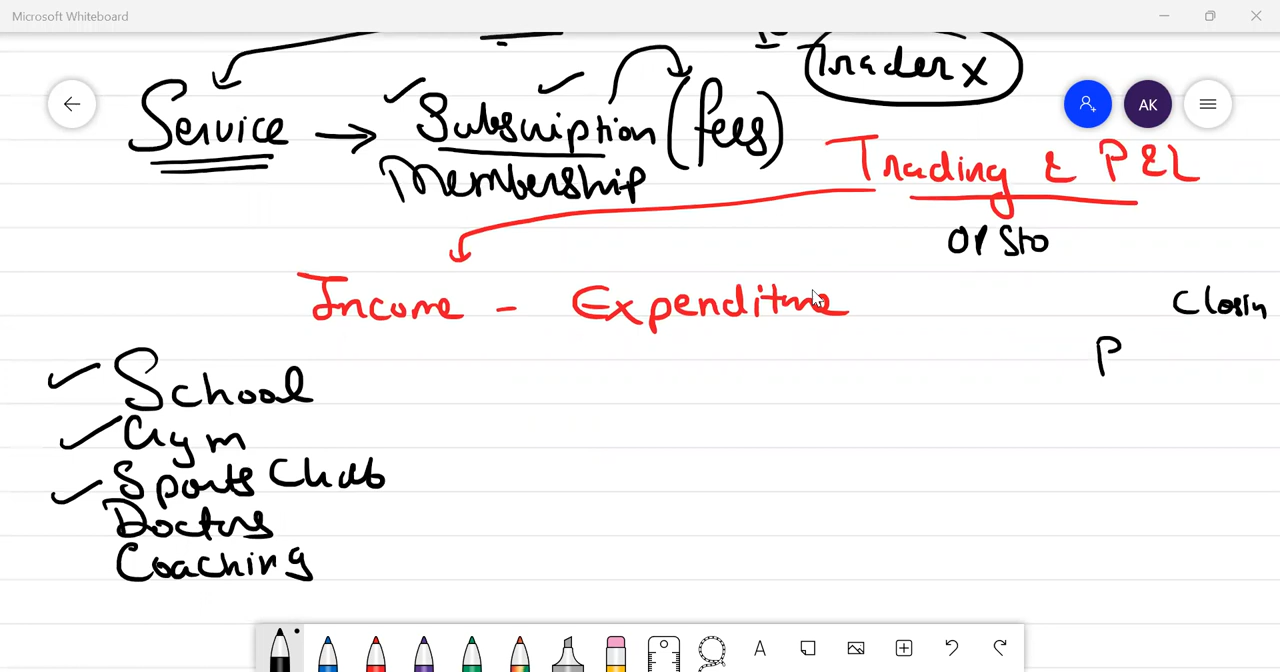 Microsoft Whiteboard
Trader X
Service → Subscription (fees)
Membership
AK
Trading & P&L
OP Sto
Income - Expenditure
Closin
P
✓ School
✓ Gym
✓ Sports Club
Doctors
Coaching
A